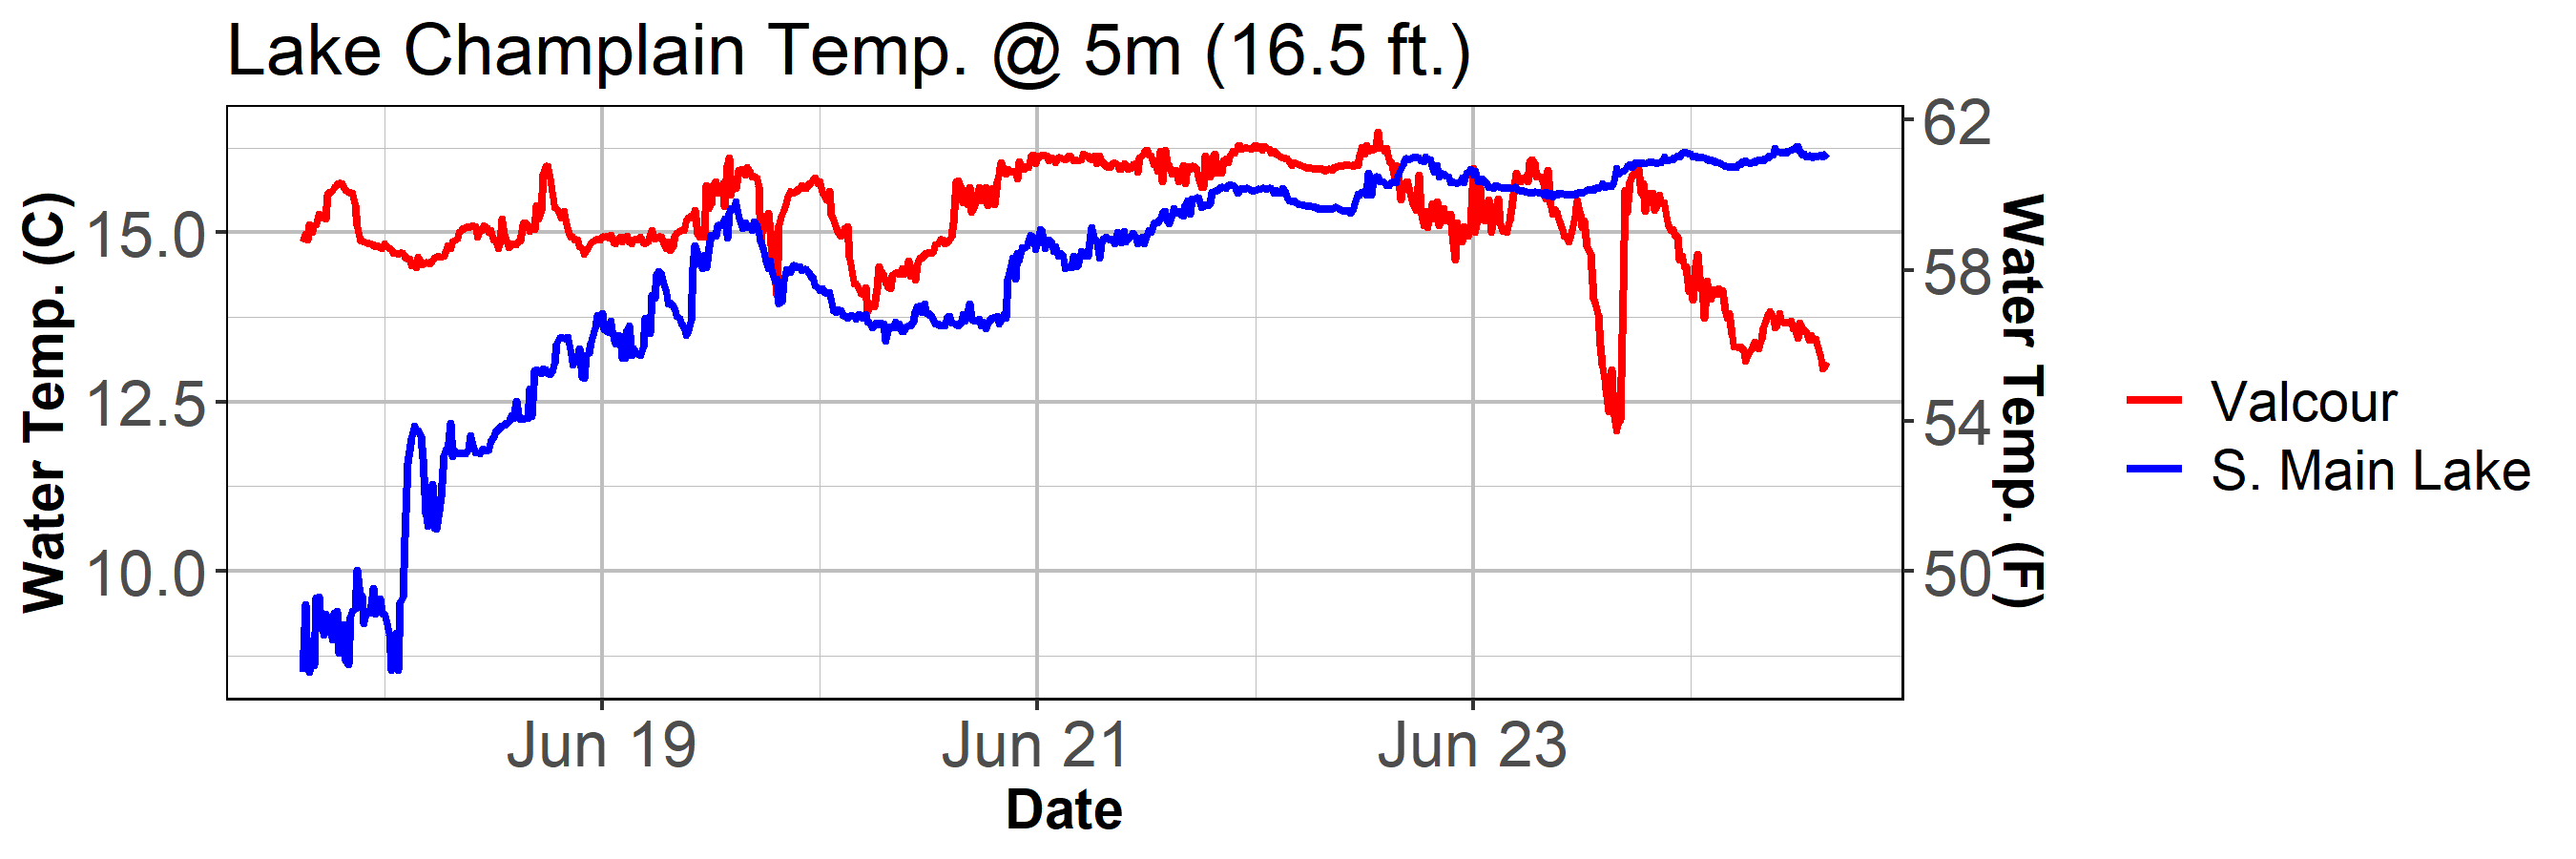 Lake Champlain Temp. @ 5m (16.5 ft.)
Water Temp. (C)
15.0
12.5
10.0
62
58
54
50
Water Temp. (F)
Jun 19
Jun 21
Jun 23
Date
Valcour
S. Main Lake